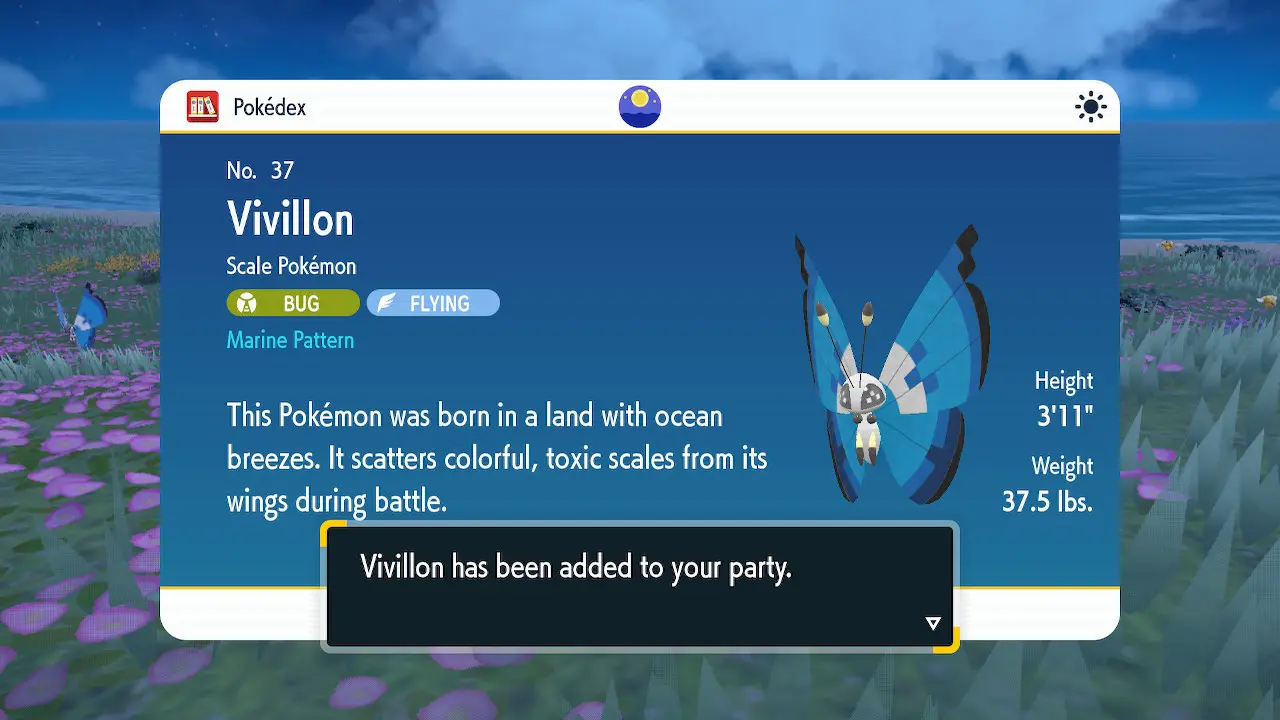 Pokédex
No. 37
Vivillon
Scale Pokémon
BUG FLYING
Marine Pattern
This Pokémon was born in a land with ocean
breezes. It scatters colorful, toxic scales from its
wings during battle.
Height
3'11"
Weight
37.5 lbs.
Vivillon has been added to your party.